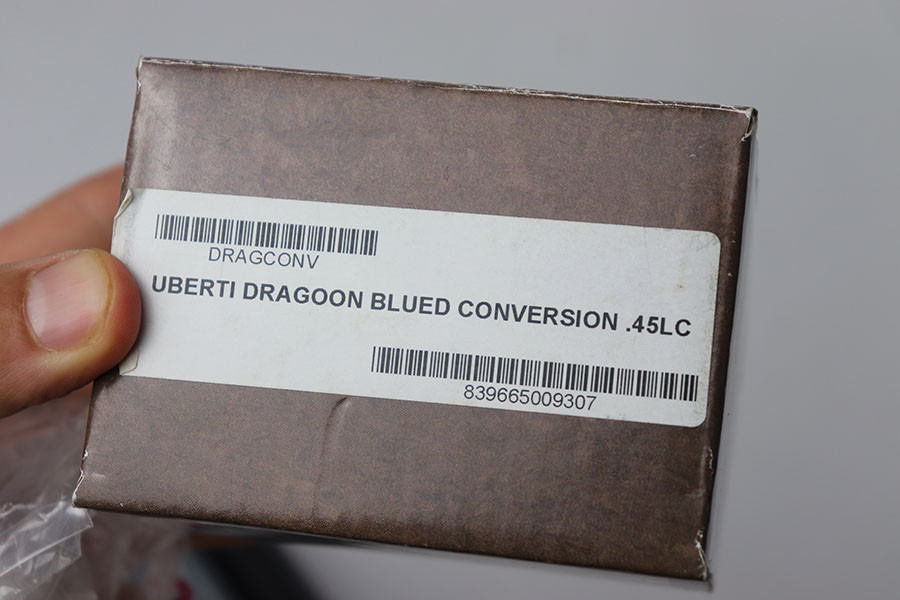 DRAGCONV
UBERTI DRAGOON BLUED CONVERSION .45LC
839665009307